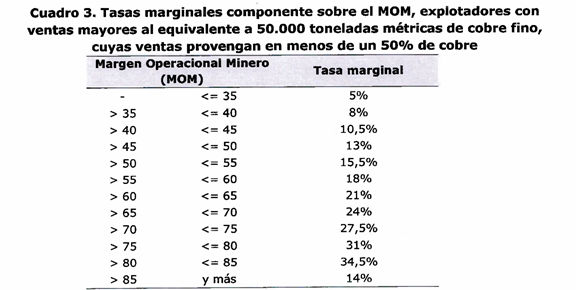 Cuadro 3. Tasas marginales componente sobre el MOM, explotadores con
ventas mayores al equivalente a 50.000 toneladas métricas de cobre fino,
cuyas ventas provengan en menos de un 50% de cobre
Margen Operacional Minero (MOM) Tasa marginal
- <= 35 5%
> 35 <= 40 8%
> 40 <= 45 10,5%
> 45 <= 50 13%
> 50 <= 55 15,5%
> 55 <= 60 18%
> 60 <= 65 21%
> 65 <= 70 24%
> 70 <= 75 27,5%
> 75 <= 80 31%
> 80 <= 85 34,5%
> 85 y más 14%